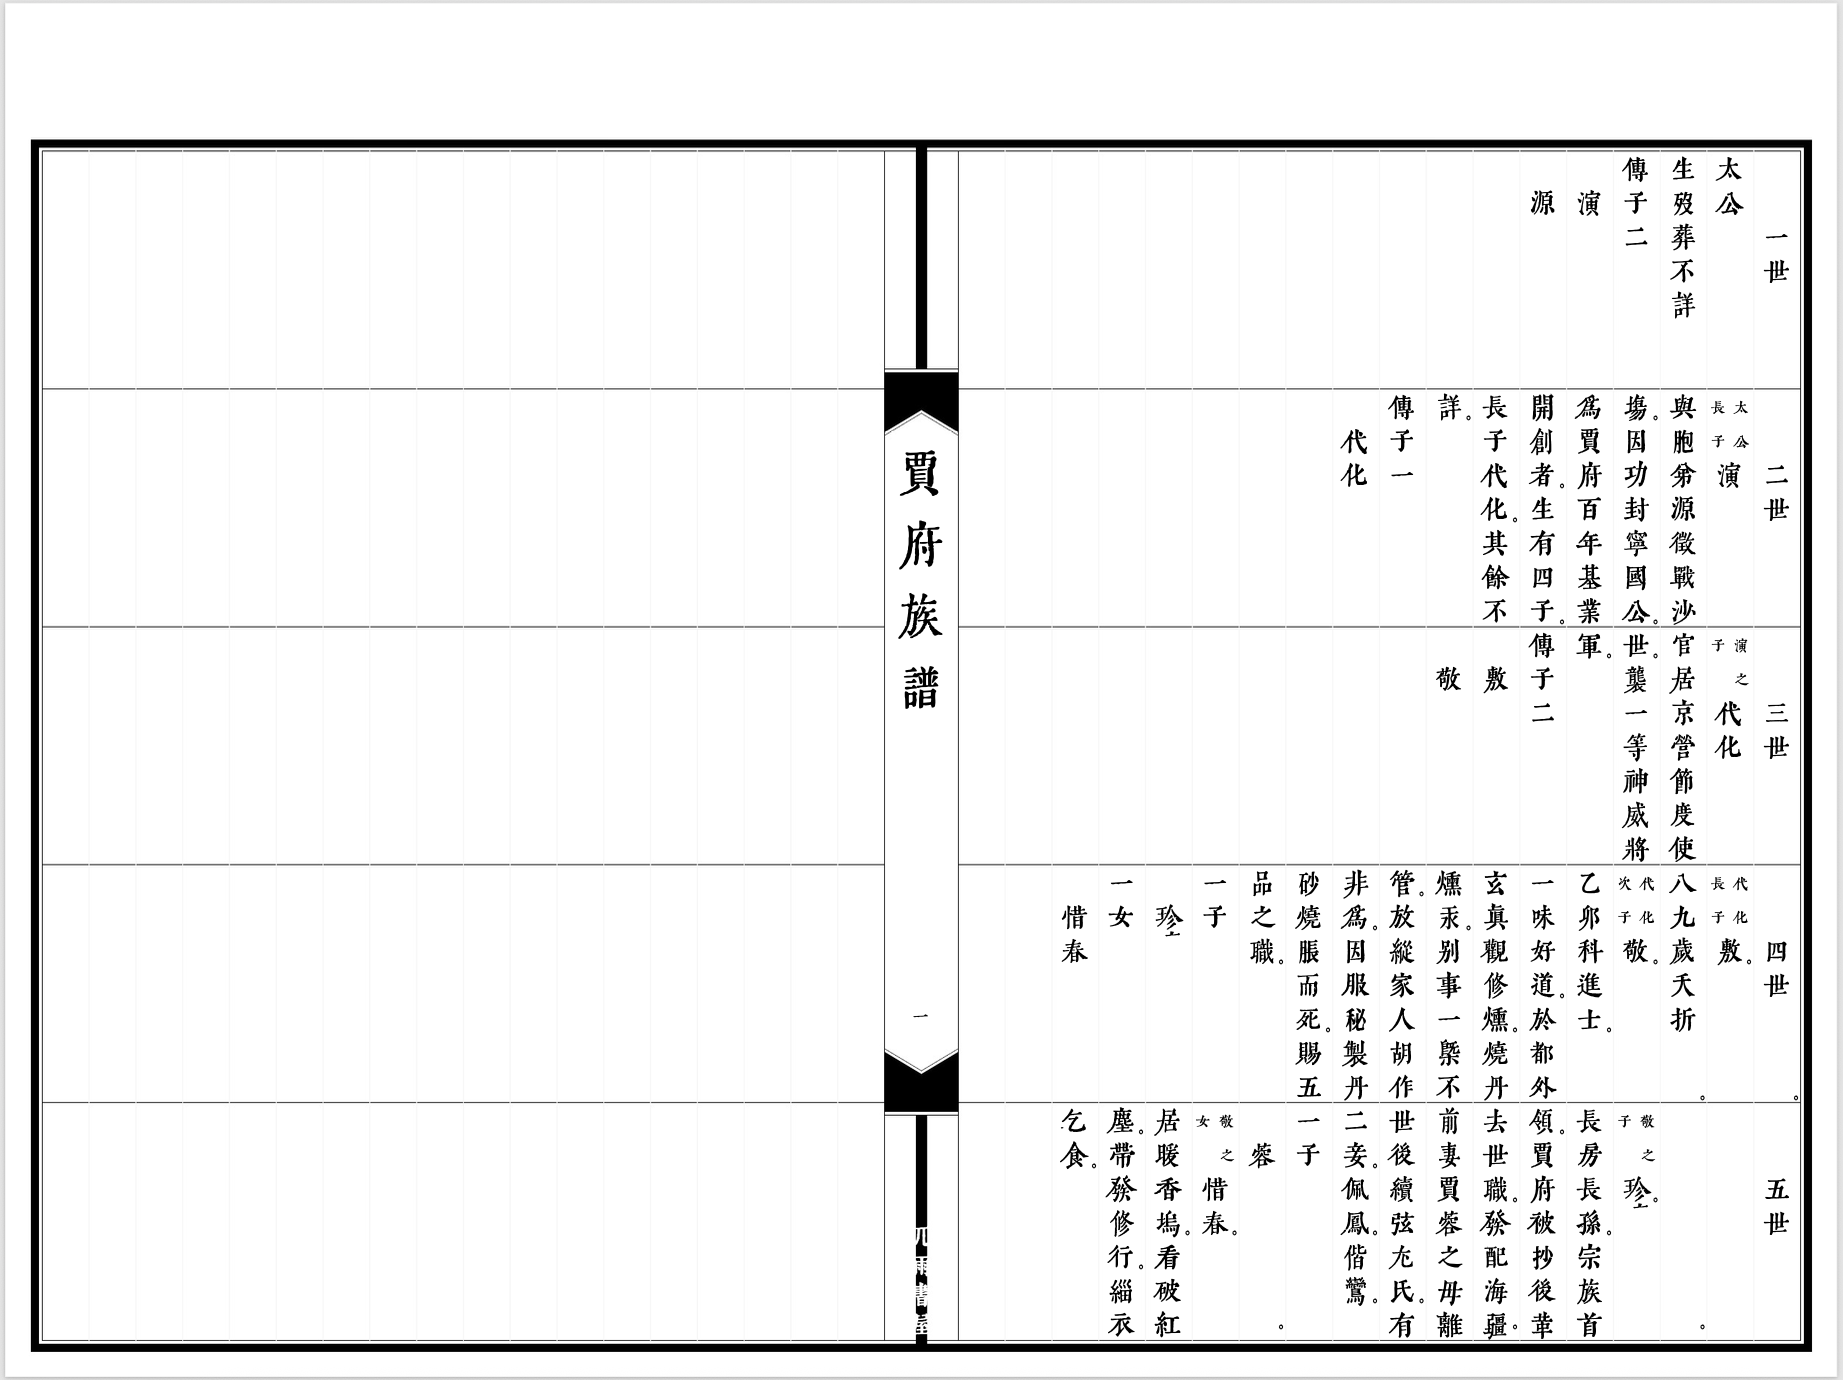 一世
太公
生歿葬不詳
傳子二
演
源
二世
太公長子演
與胞弟源徵戰沙
塲。因功封寧國公。
爲賈府百年基業
開創者。生有四子。
長子代化。其餘不
詳。
傳子一
代化
三世
演之子代化
官居京營節度使
世。襲一等神威將
軍。
傳子二
敷
敬
四世
代化長子敷。
八九歲夭折。
代化次子敬。
乙卯科進士。
一味好道。於都外
玄眞觀修燻。燒丹
燻汞。别事一槩不
管。放縱家人胡作
非爲。因服秘製丹
砂燒脹而死。賜五
品之職。
一子
珍
一女
惜春
五世
敬之子珍。
長房長孫。宗族首
領。賈府被抄後革
去世職。發配海疆。
前妻賈蓉之母離
世後續弦尤氏。有
二妾。佩鳳。偕鸞。
一子
蓉
敬之女惜春。
居暖香塢。看破紅
塵。帶發修行。緇衣
乞食。
賈府族譜
一